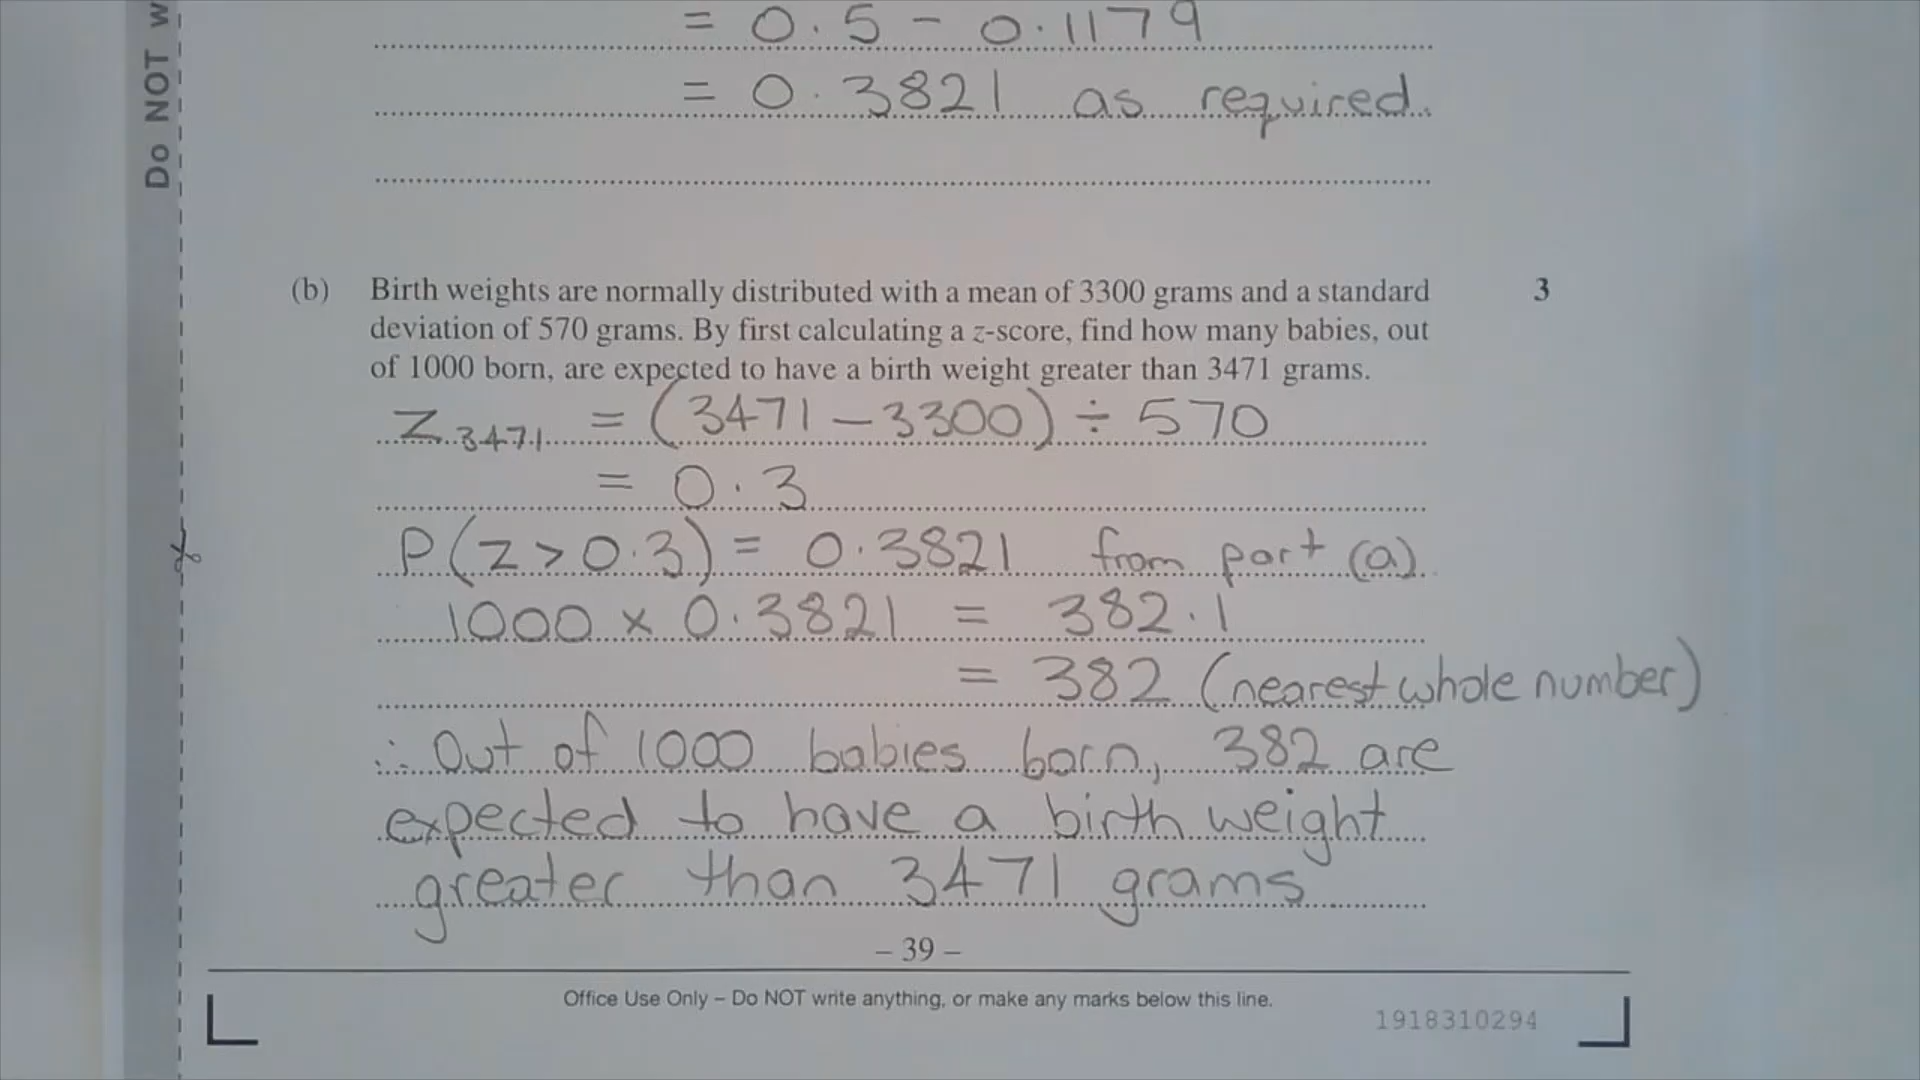 = 0.5 - 0.1179
= 0.3821 as required.
Do NOT w
(b) Birth weights are normally distributed with a mean of 3300 grams and a standard 3
deviation of 570 grams. By first calculating a z-score, find how many babies, out
of 1000 born, are expected to have a birth weight greater than 3471 grams.
Z3471 = (3471 - 3300) ÷ 570
= 0.3
P(Z > 0.3) = 0.3821 from part (a)
1000 x 0.3821 = 382.1
= 382 (nearest whole number)
∴ Out of 1000 babies born, 382 are
expected to have a birth weight
greater than 3471 grams
– 39 –
Office Use Only – Do NOT write anything, or make any marks below this line.
1918310294